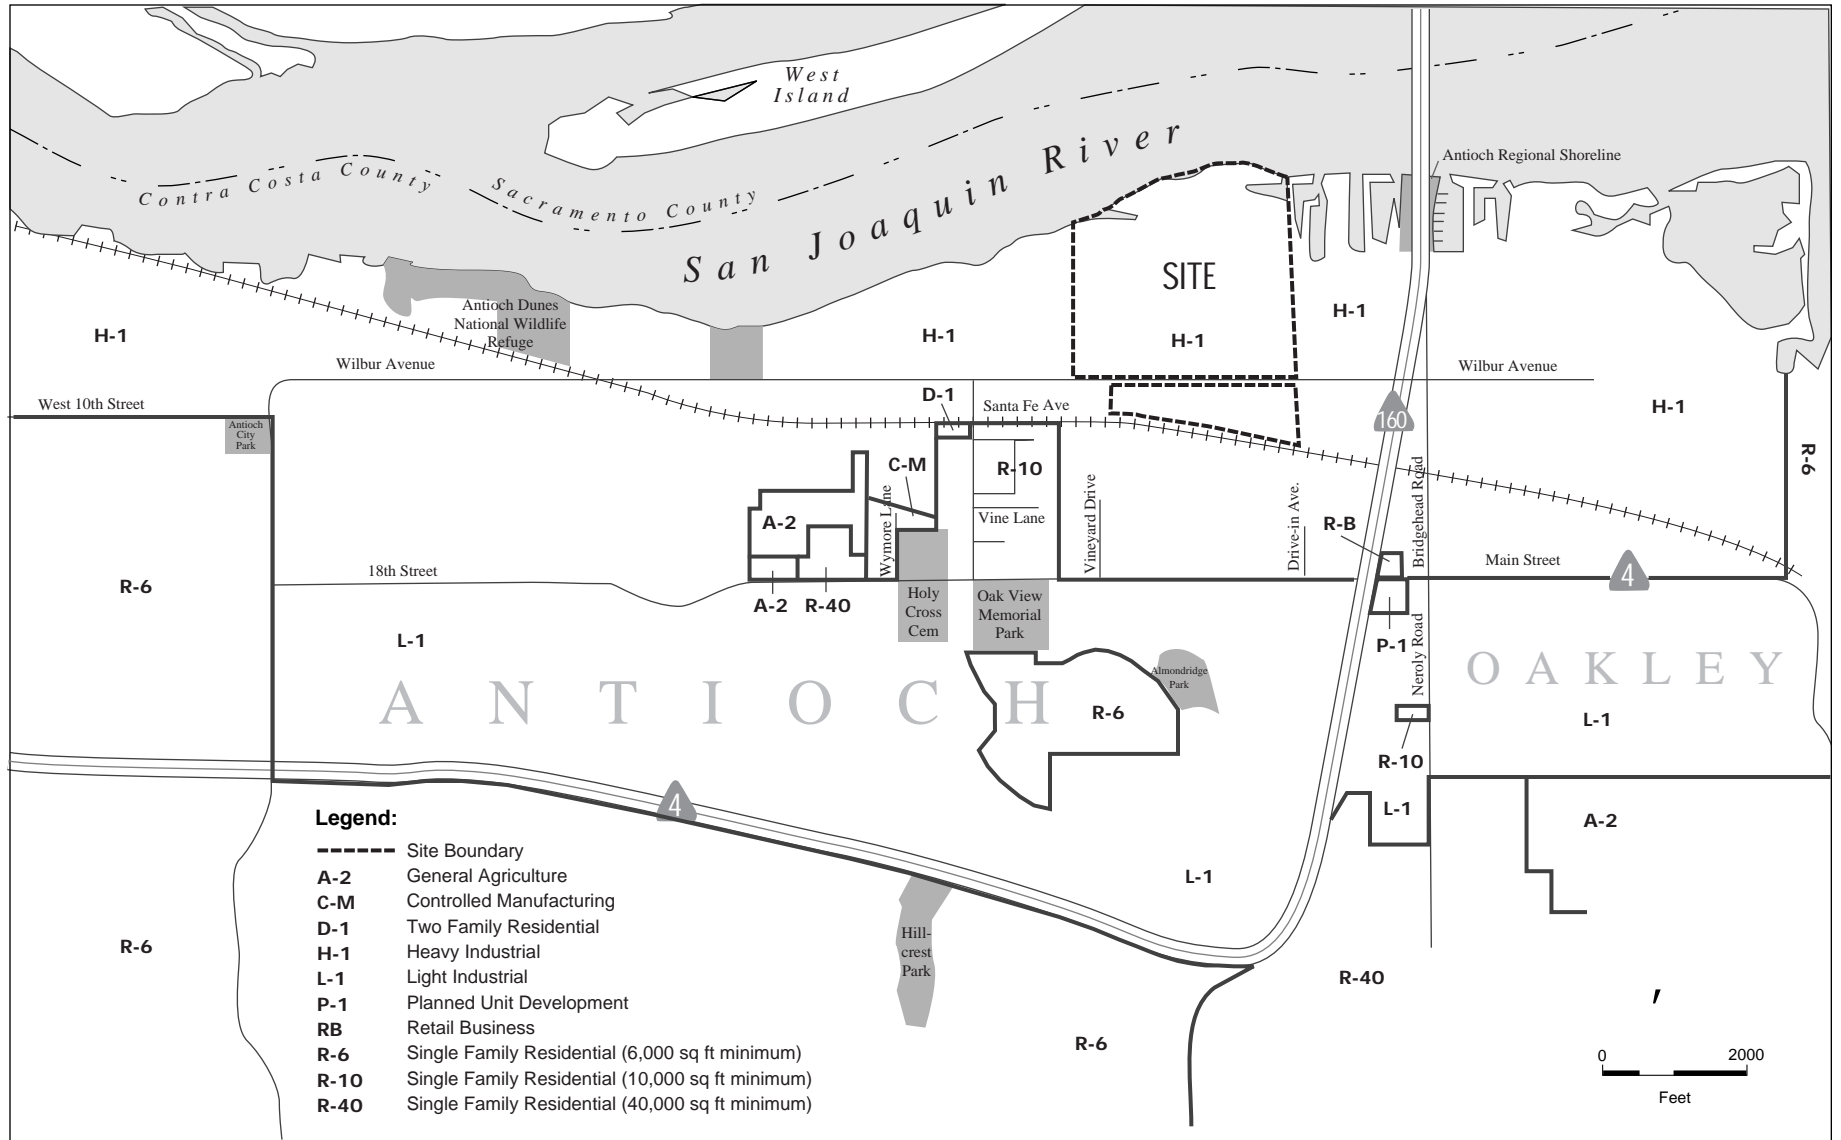 West
Island
San Joaquin River
Antioch Regional Shoreline
Contra Costa County
Sacramento County
SITE
H-1
H-1
H-1
H-1
Antioch Dunes
National Wildlife
Refuge
Wilbur Avenue
Wilbur Avenue
West 10th Street
D-1
Santa Fe Ave
H-1
160
Antioch
City
Park
C-M
R-10
R-6
Wymore Lane
Vineyard Drive
Drive-in Ave.
Bridgehead Road
A-2
Vine Lane
R-B
18th Street
Main Street
4
R-6
A-2
R-40
Holy
Cross
Cem
Oak View
Memorial
Park
L-1
P-1
Neroly Road
OAKLEY
ANTIOCH
Almondridge
Park
R-6
L-1
R-10
4
L-1
A-2
L-1
Hill-
crest
Park
R-6
R-40
R-6
Legend:
Site Boundary
A-2 General Agriculture
C-M Controlled Manufacturing
D-1 Two Family Residential
H-1 Heavy Industrial
L-1 Light Industrial
P-1 Planned Unit Development
RB Retail Business
R-6 Single Family Residential (6,000 sq ft minimum)
R-10 Single Family Residential (10,000 sq ft minimum)
R-40 Single Family Residential (40,000 sq ft minimum)
0 2000
Feet